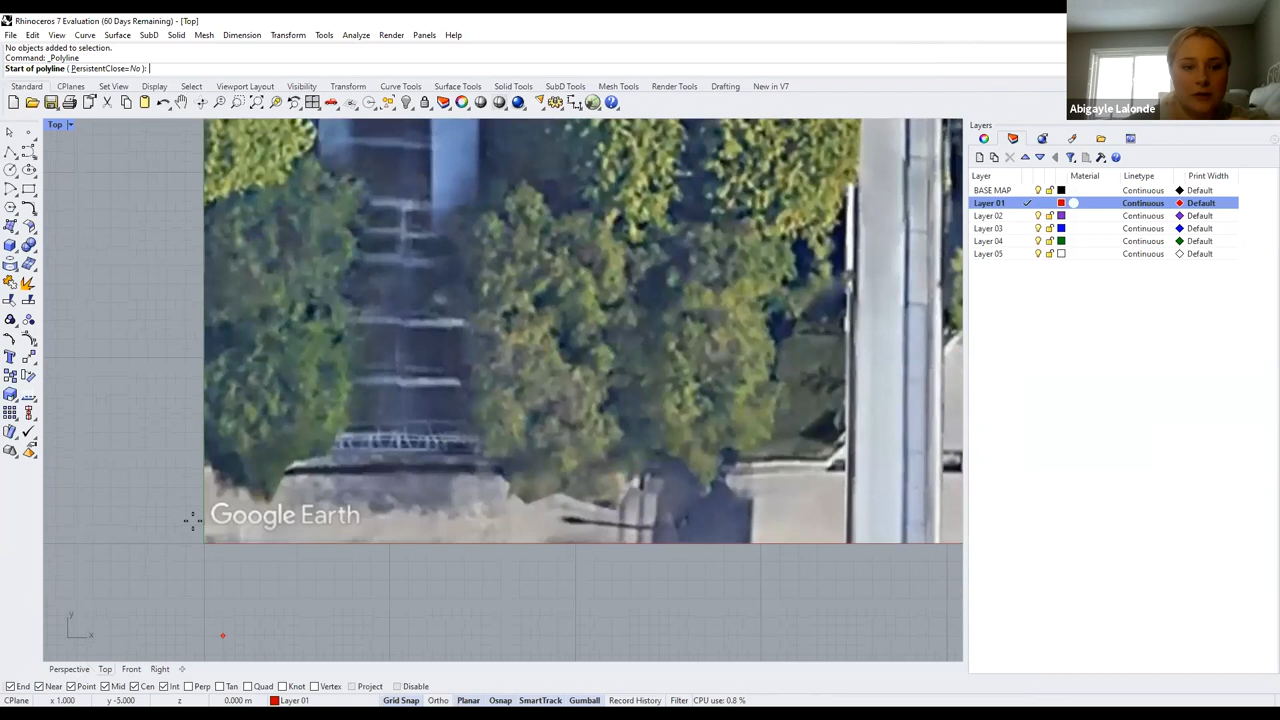 Rhinoceros 7 Evaluation (60 Days Remaining) - [Top]
File Edit View Curve Surface SubD Solid Mesh Dimension Transform Tools Analyze Render Panels Help
No objects added to selection.
Command: _Polyline
Start of polyline ( PersistentClose=No ):
Standard CPlanes Set View Display Select Viewport Layout Visibility Transform Curve Tools Surface Tools Solid Tools SubD Tools Mesh Tools Render Tools Drafting New in V7
Abigayle Lalonde
Top
Layers
Layer Material Linetype Print Width
BASE MAP Continuous Default
Layer 01 Continuous Default
Layer 02 Continuous Default
Layer 03 Continuous Default
Layer 04 Continuous Default
Layer 05 Continuous Default
Google Earth
y
x
Perspective Top Front Right
End Near Point Mid Cen Int Perp Tan Quad Knot Vertex Project Disable
CPlane x 1.000 y -5.000 z 0.000 m Layer 01 Grid Snap Ortho Planar Osnap SmartTrack Gumball Record History Filter CPU use: 0.8 %